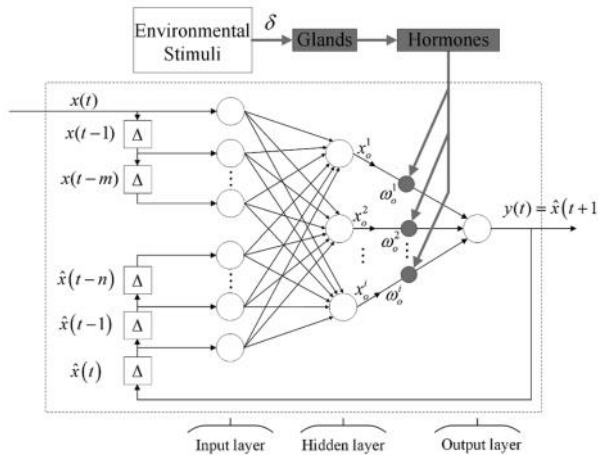 Environmental
Stimuli
δ
Glands
Hormones
x(t)
x(t−1)
Δ
x(t−m)
Δ
x̂(t−n)
Δ
x̂(t−1)
Δ
x̂(t)
Δ
x_o^1
ω_o^1
x_o^2
ω_o^2
x_o^i
ω_o^i
y(t) = x̂(t+1
Input layer
Hidden layer
Output layer